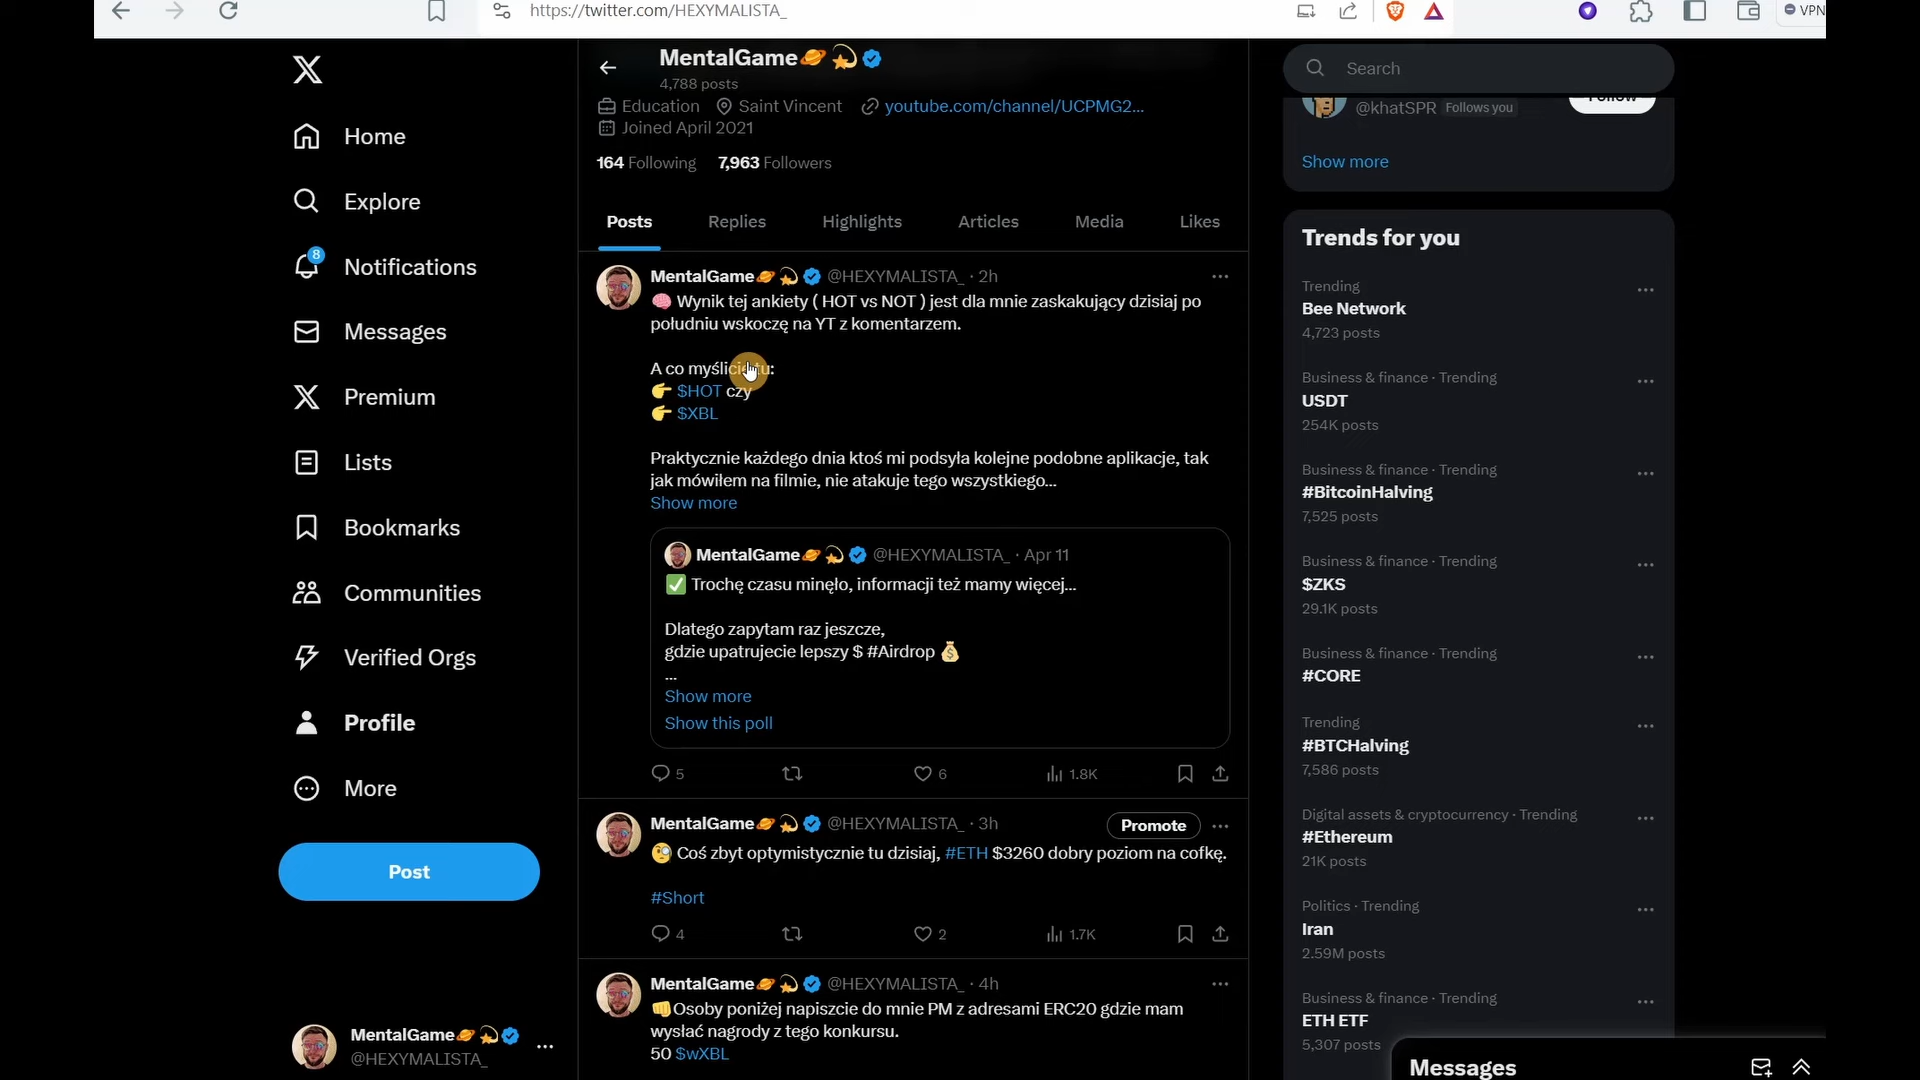 https://twitter.com/HEXYMALISTA_
VPN
X
Home
Explore
8
Notifications
Messages
Premium
Lists
Bookmarks
Communities
Verified Orgs
Profile
More
Post
MentalGame🪐💫
@HEXYMALISTA_
MentalGame🪐💫
4,788 posts
Education Saint Vincent youtube.com/channel/UCPMG2...
Joined April 2021
164 Following 7,963 Followers
Posts Replies Highlights Articles Media Likes
MentalGame🪐💫 @HEXYMALISTA_ · 2h
🧠 Wynik tej ankiety ( HOT vs NOT ) jest dla mnie zaskakujący dzisiaj po
południu wskoczę na YT z komentarzem.
A co
👉 $HOT czy
👉 $XBL
Praktycznie każdego dnia ktoś mi podsyła kolejne podobne aplikacje, tak
jak mówiłem na filmie, nie atakuje tego wszystkiego...
Show more
MentalGame🪐💫 @HEXYMALISTA_ · Apr 11
✅ Trochę czasu minęło, informacji też mamy więcej...
Dlatego zapytam raz jeszcze,
gdzie upatrujecie lepszy $ #Airdrop 💰
...
Show more
Show this poll
5 6 1.8K
MentalGame🪐💫 @HEXYMALISTA_ · 3h
Promote
🧐 Coś zbyt optymistycznie tu dzisiaj, #ETH $3260 dobry poziom na cofkę.
#Short
4 2 1.7K
MentalGame🪐💫 @HEXYMALISTA_ · 4h
👊Osoby poniżej napiszcie do mnie PM z adresami ERC20 gdzie mam
wysłać nagrody z tego konkursu.
50 $wXBL
Search
@khatSPR Follows you
Follow
Show more
Trends for you
Trending
Bee Network
4,723 posts
Business & finance · Trending
USDT
254K posts
Business & finance · Trending
#BitcoinHalving
7,525 posts
Business & finance · Trending
$ZKS
29.1K posts
Business & finance · Trending
#CORE
Trending
#BTCHalving
7,586 posts
Digital assets & cryptocurrency · Trending
#Ethereum
21K posts
Politics · Trending
Iran
2.59M posts
Business & finance · Trending
ETH ETF
5,307 posts
Messages